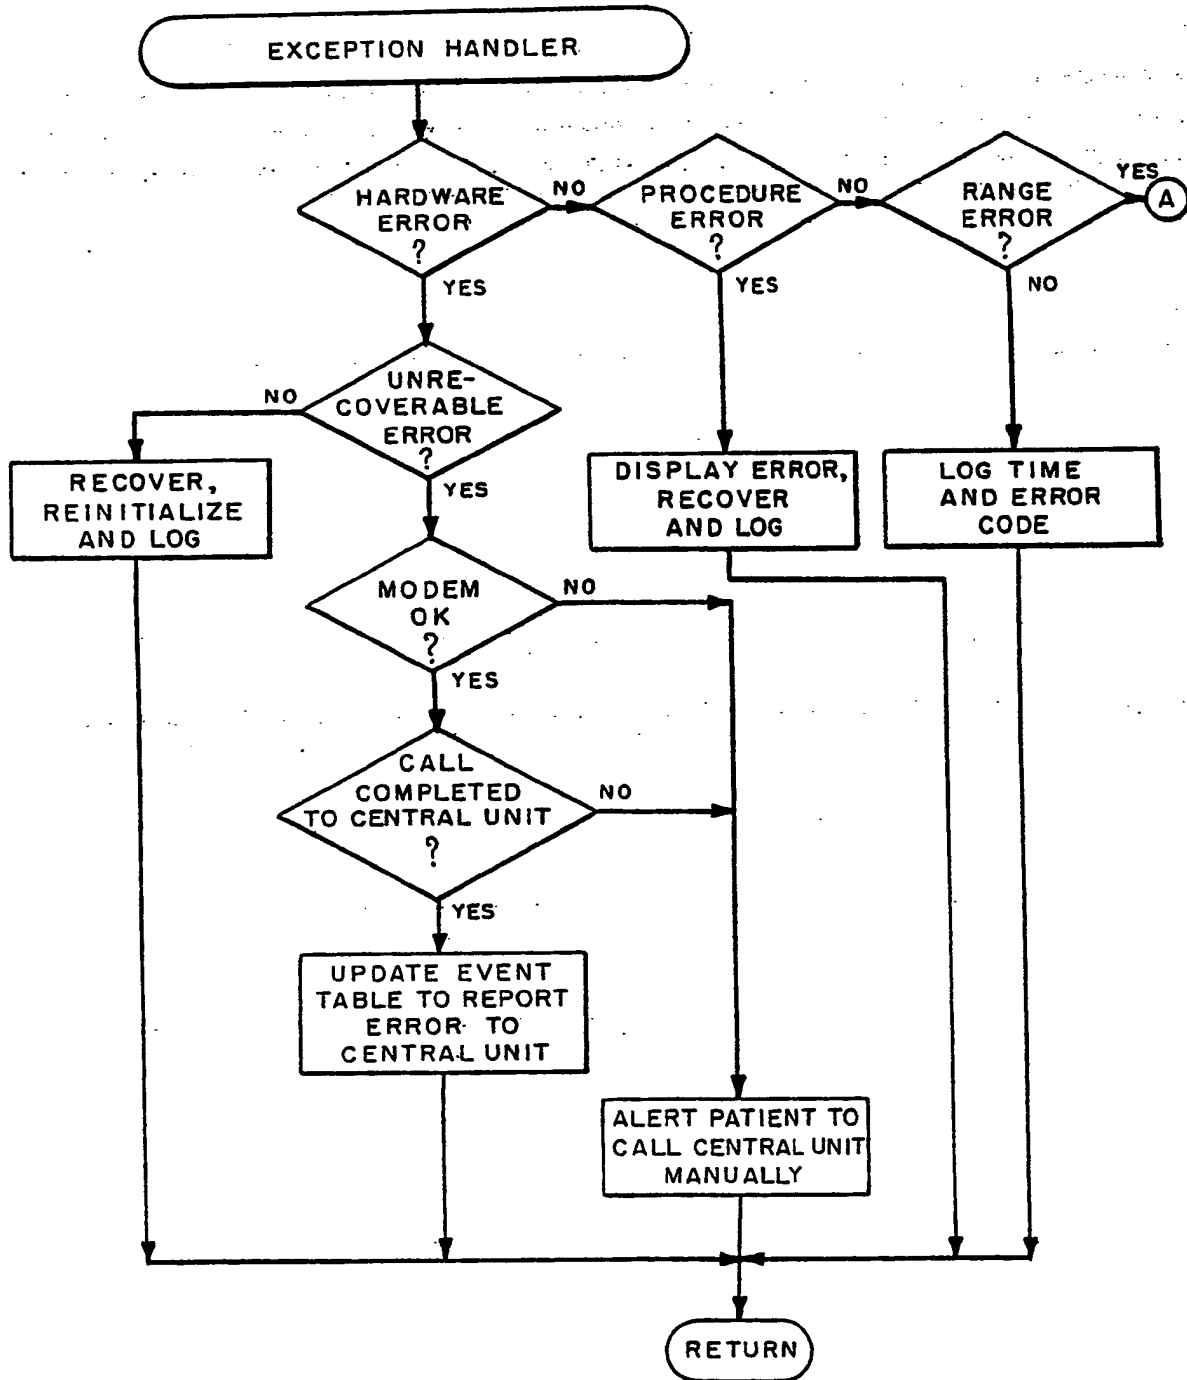 EXCEPTION HANDLER
HARDWARE
ERROR
?
NO
PROCEDURE
ERROR
?
NO
RANGE
ERROR
?
YES
A
YES
YES
NO
UNRE-
COVERABLE
ERROR
?
NO
YES
RECOVER,
REINITIALIZE
AND LOG
DISPLAY ERROR,
RECOVER
AND LOG
LOG TIME
AND ERROR
CODE
MODEM
OK
?
NO
YES
CALL
COMPLETED
TO CENTRAL UNIT
?
NO
YES
UPDATE EVENT
TABLE TO REPORT
ERROR TO
CENTRAL UNIT
ALERT PATIENT TO
CALL CENTRAL UNIT
MANUALLY
RETURN